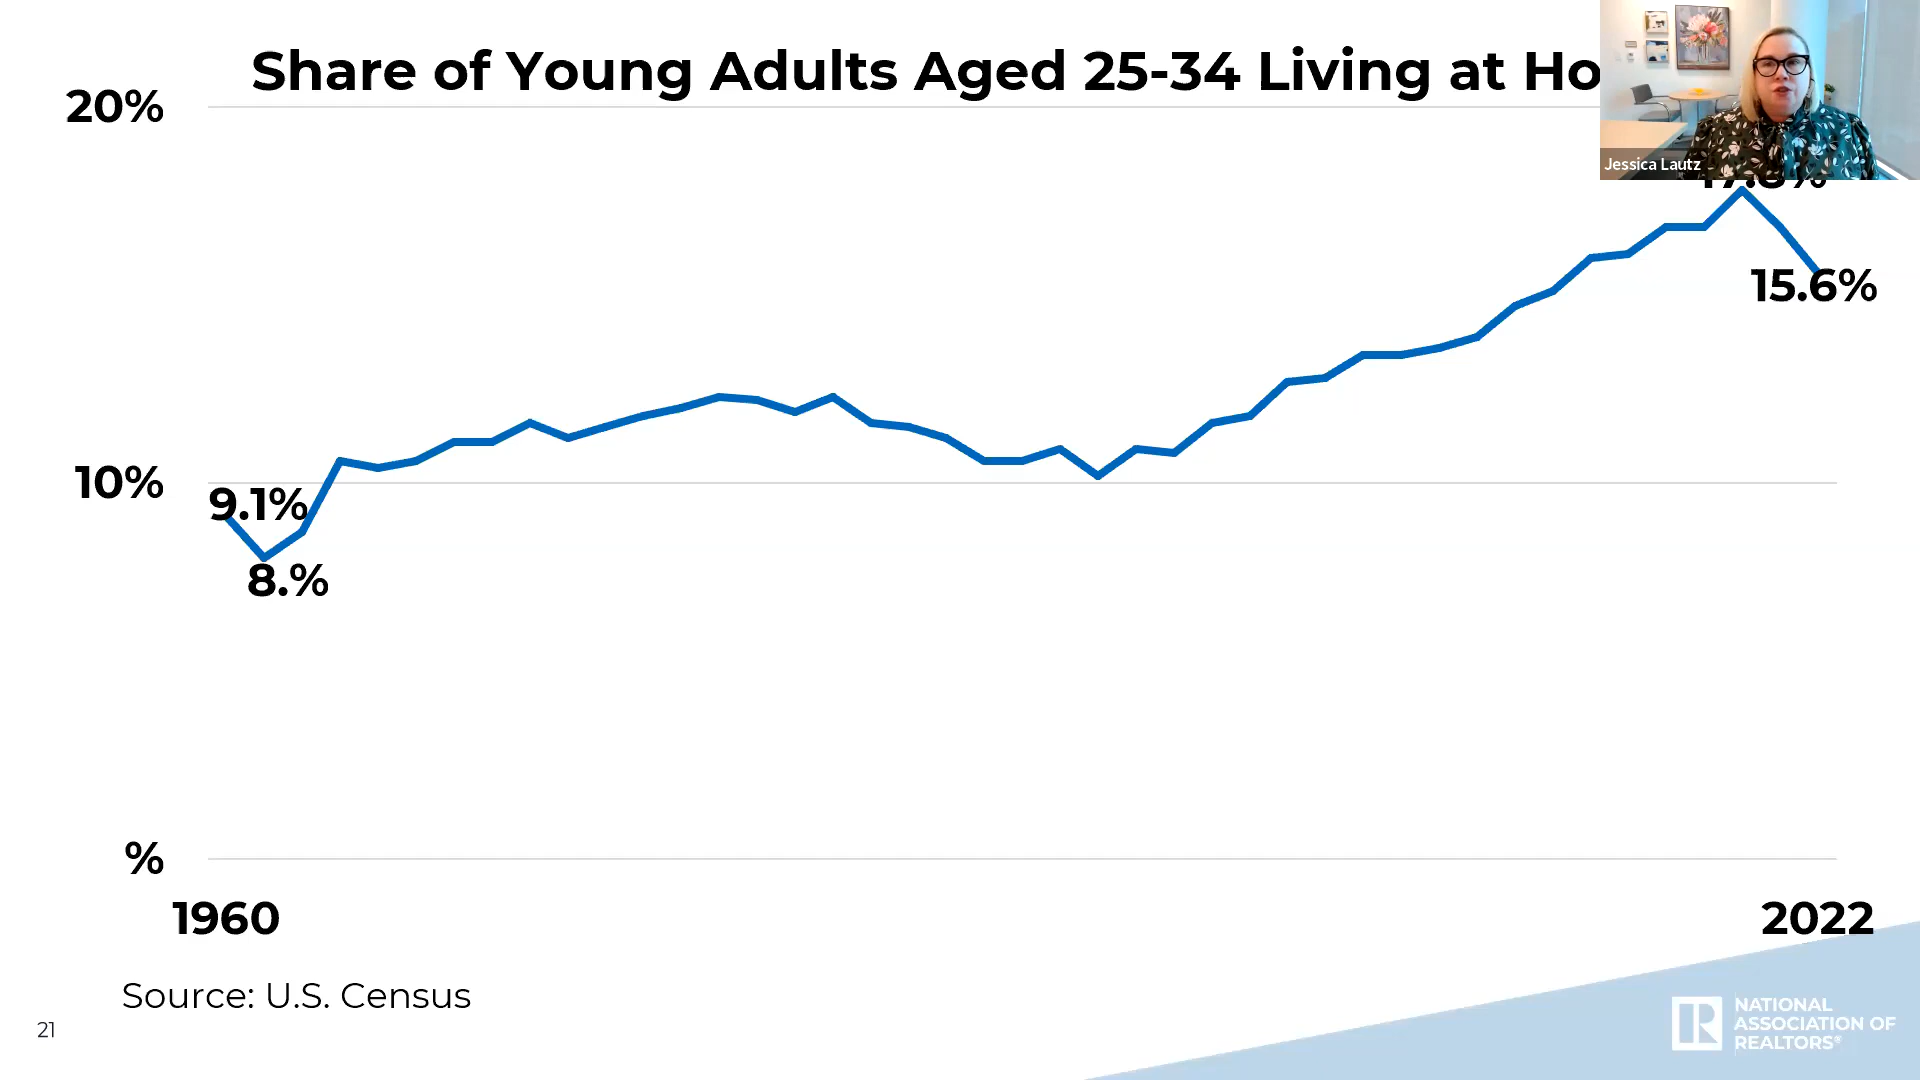 Share of Young Adults Aged 25-34 Living at Ho
20%
Jessica Lautz
15.6%
10%
9.1%
8.%
%
1960
2022
Source: U.S. Census
21
NATIONAL
ASSOCIATION OF
REALTORS®